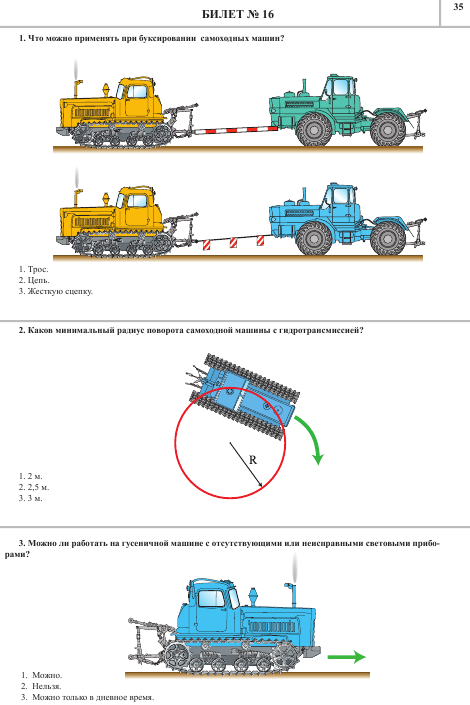 БИЛЕТ № 16
35
1. Что можно применять при буксировании самоходных машин?
1. Трос.
2. Цепь.
3. Жесткую сцепку.
2. Каков минимальный радиус поворота самоходной машины с гидротрансмиссией?
R
1. 2 м.
2. 2,5 м.
3. 3 м.
3. Можно ли работать на гусеничной машине с отсутствующими или неисправными световыми прибо-
рами?
1. Можно.
2. Нельзя.
3. Можно только в дневное время.